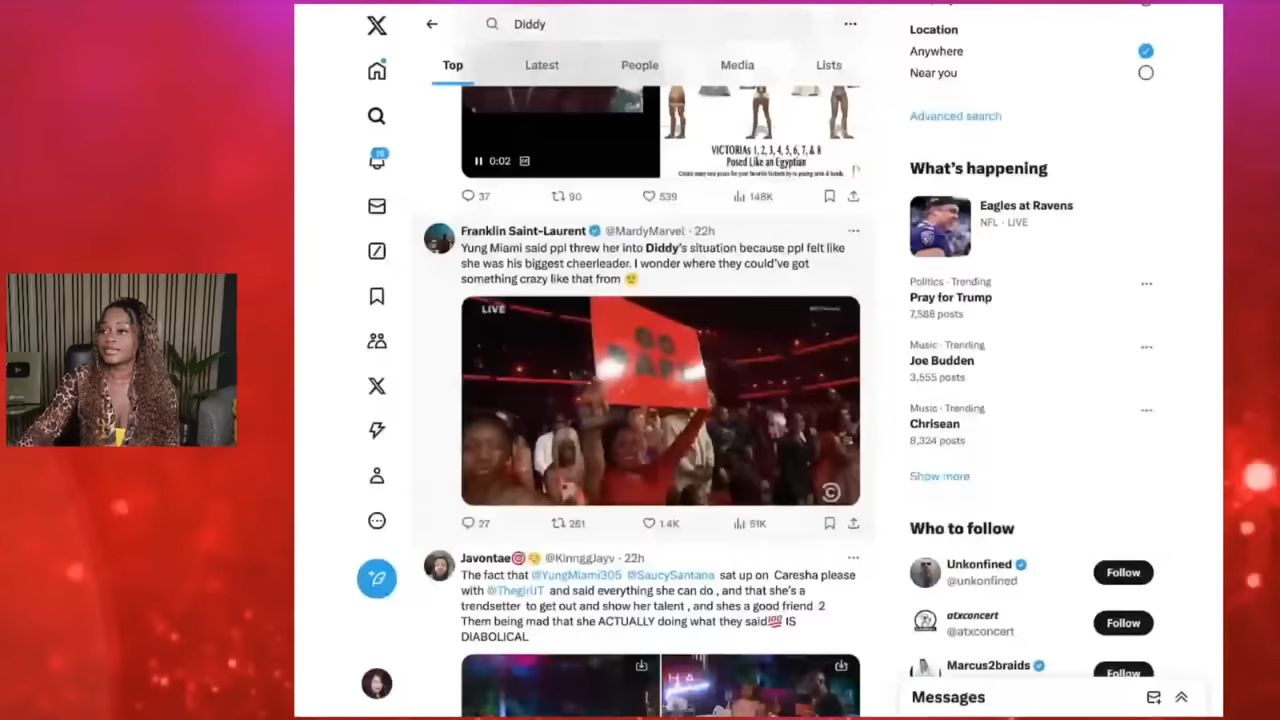 Diddy
Top
Latest
People
Media
Lists
0:02
VICTORIAs 1, 2, 3, 4, 5, 6, 7, & 8
Posed Like an Egyptian
37
90
539
148K
Franklin Saint-Laurent @MardyMarvel · 22h
Yung Miami said ppl threw her into Diddy's situation because ppl felt like
she was his biggest cheerleader. I wonder where they could've got
something crazy like that from
LIVE
GO
PAPI
27
261
1.4K
51K
Javontae @KinnggJayv · 22h
The fact that @YungMiami305 @SaucySantana sat up on Caresha please
with @ThegirlJT and said everything she can do , and that she's a
trendsetter to get out and show her talent , and shes a good friend 2
Them being mad that she ACTUALLY doing what they said💯 IS
DIABOLICAL
Location
Anywhere
Near you
Advanced search
What's happening
Eagles at Ravens
NFL · LIVE
Politics · Trending
Pray for Trump
7,586 posts
Music · Trending
Joe Budden
3,555 posts
Music · Trending
Chrisean
8,324 posts
Show more
Who to follow
Unkonfined
@unkonfined
Follow
atxconcert
@atxconcert
Follow
Marcus2braids
Follow
Messages